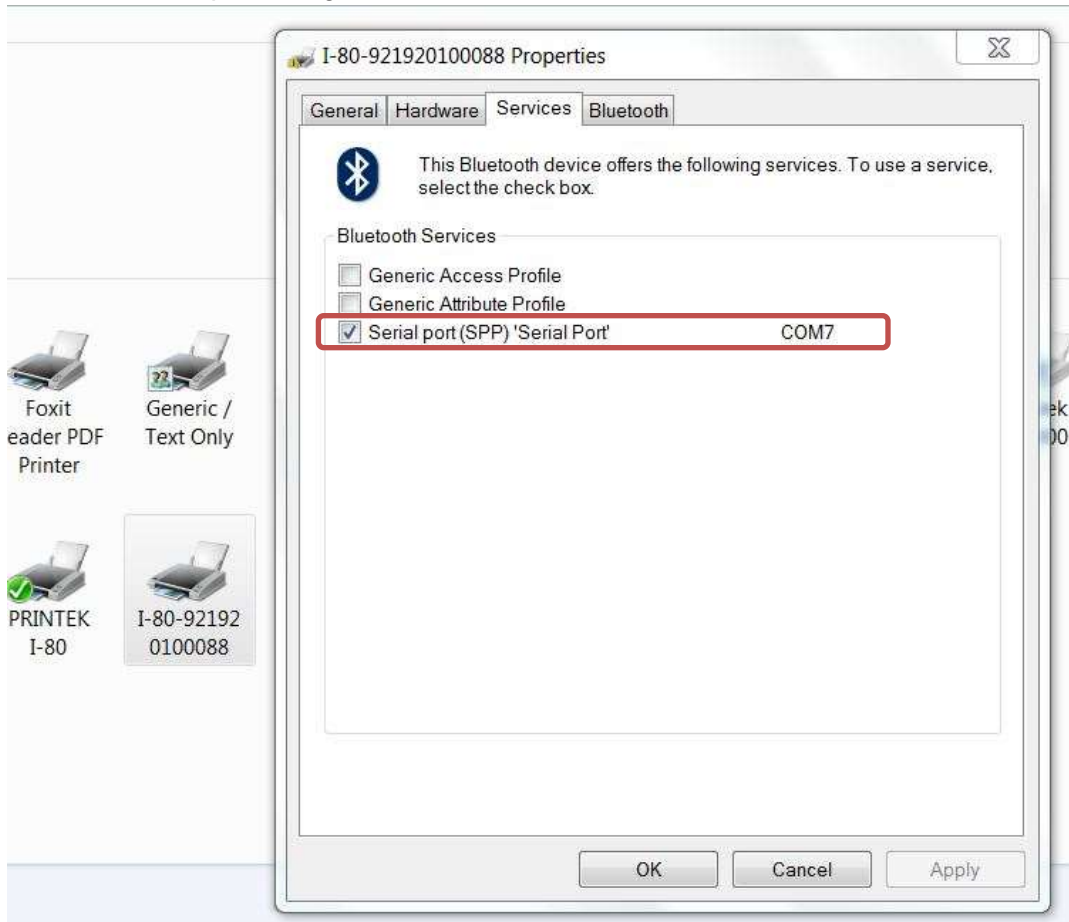 I-80-921920100088 Properties
General Hardware Services Bluetooth
This Bluetooth device offers the following services. To use a service,
select the check box.
Bluetooth Services
Generic Access Profile
Generic Attribute Profile
Serial port (SPP) 'Serial Port' COM7
Foxit
eader PDF
Printer
Generic /
Text Only
ek
00
PRINTEK
I-80
I-80-92192
0100088
OK Cancel Apply